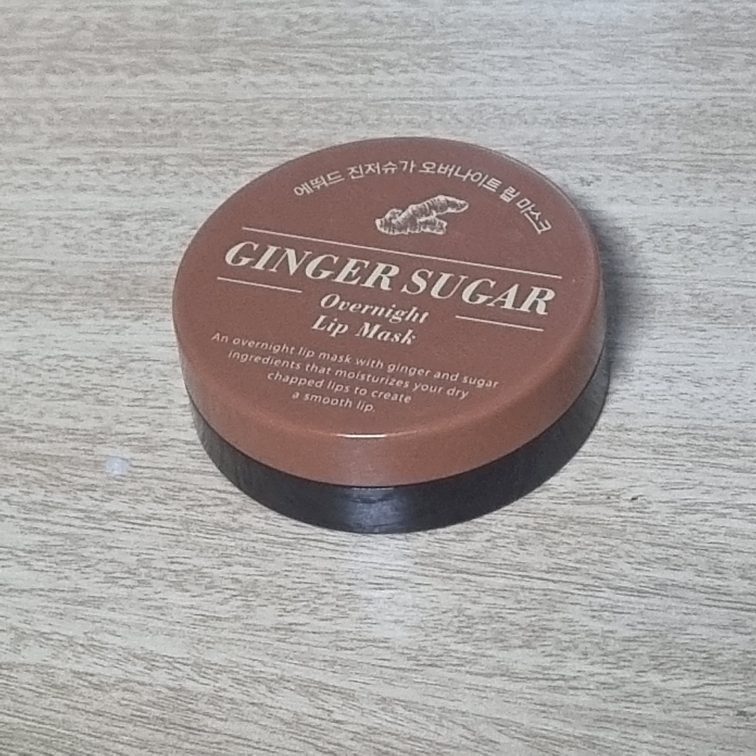 에뛰드 진저슈가 오버나이트 립 마스크
GINGER SUGAR
Overnight
Lip Mask
An overnight lip mask with ginger and sugar
ingredients that moisturizes your dry
chapped lips to create
a smooth lip.